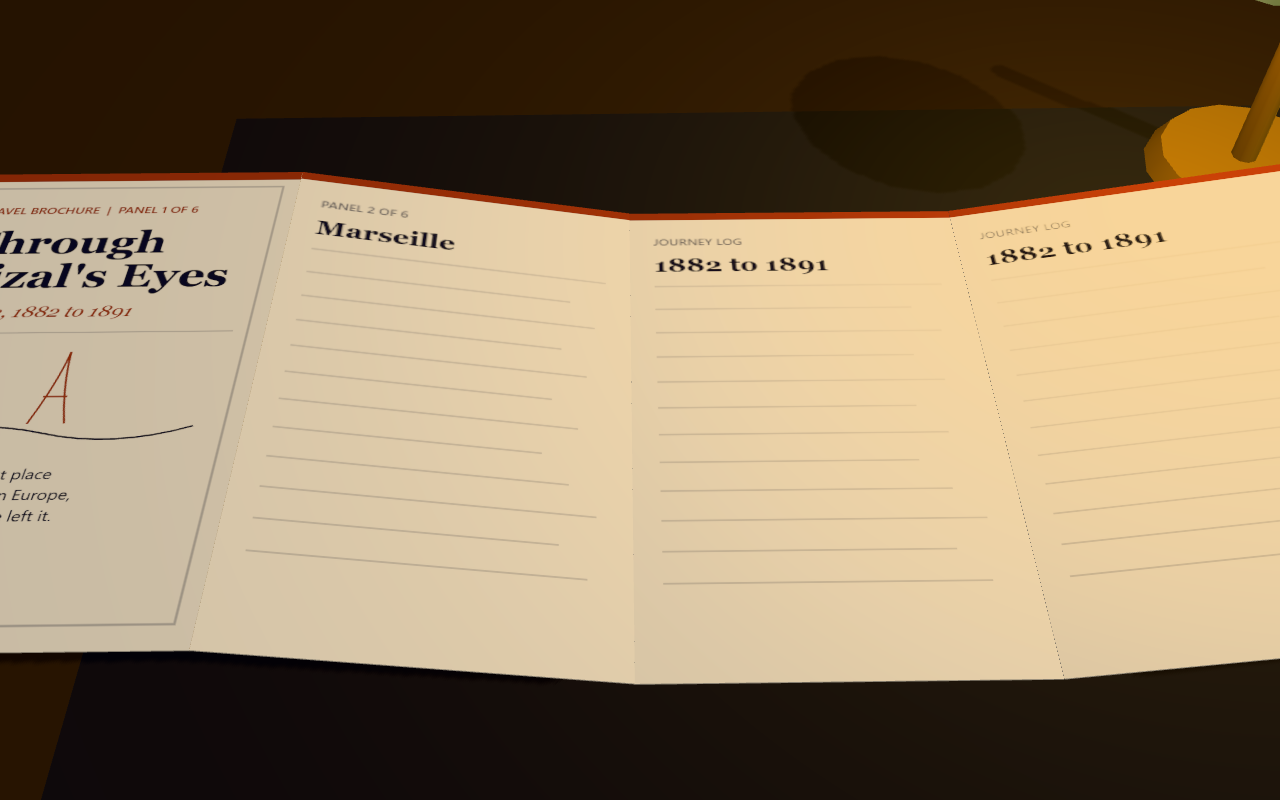 AVEL BROCHURE | PANEL 1 OF 6
hrough
izal's Eyes
, 1882 to 1891
A
t place
n Europe,
left it.
PANEL 2 OF 6
Marseille
JOURNEY LOG
1882 to 1891
JOURNEY LOG
1882 to 1891